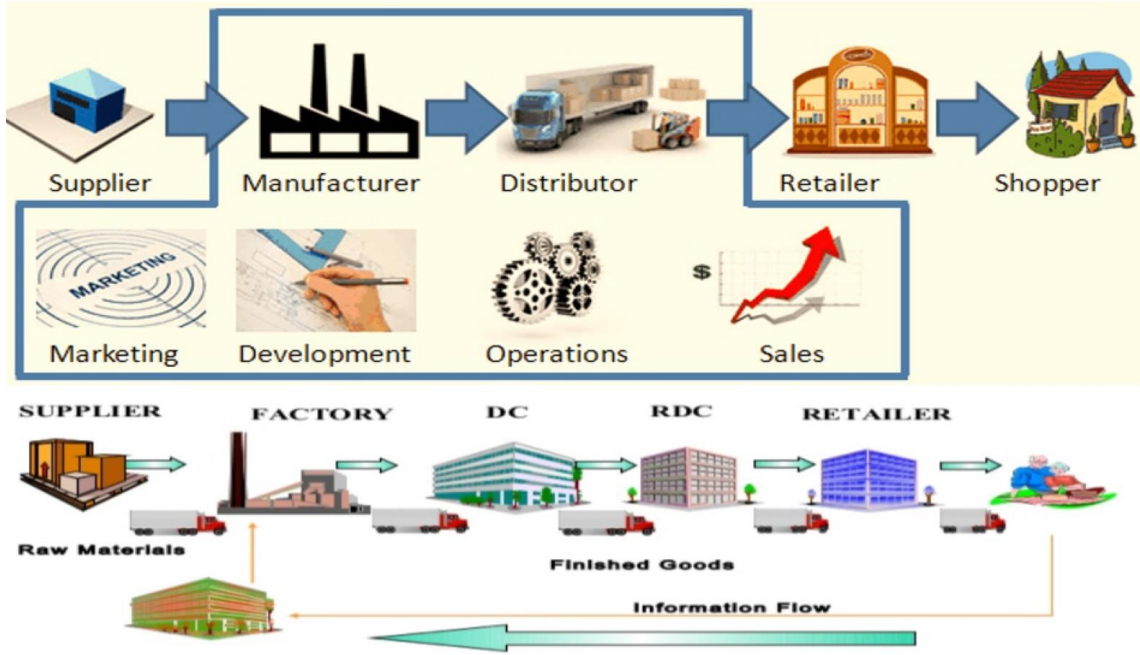 Supplier Manufacturer Distributor Retailer Shopper
MARKETING
$
Marketing Development Operations Sales
SUPPLIER FACTORY DC RDC RETAILER
Raw Materials
Finished Goods
Information Flow